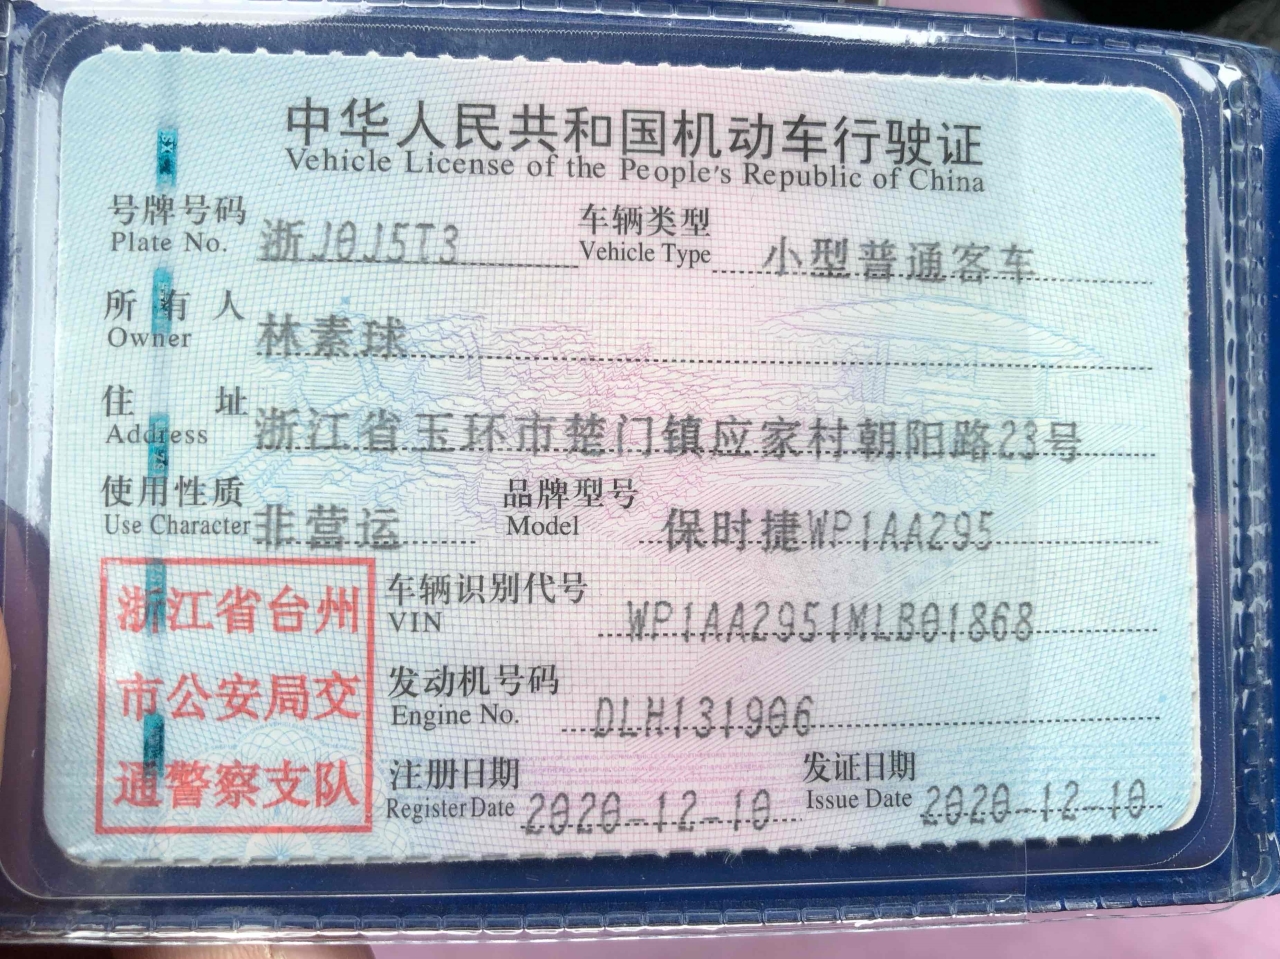 中华人民共和国机动车行驶证
Vehicle License of the People's Republic of China
号牌号码 浙J0J5T3 车辆类型 小型普通客车
Plate No. Vehicle Type
所有人 林素球
Owner
住址 浙江省玉环市楚门镇应家村朝阳路23号
Address
使用性质 非营运 品牌型号 保时捷WP1AA295
Use Character Model
浙江省台州
市公安局交
通警察支队
车辆识别代号 WP1AA2951MLB01868
VIN
发动机号码 DLH131906
Engine No.
注册日期 2020-12-10 发证日期 2020-12-10
Register Date Issue Date